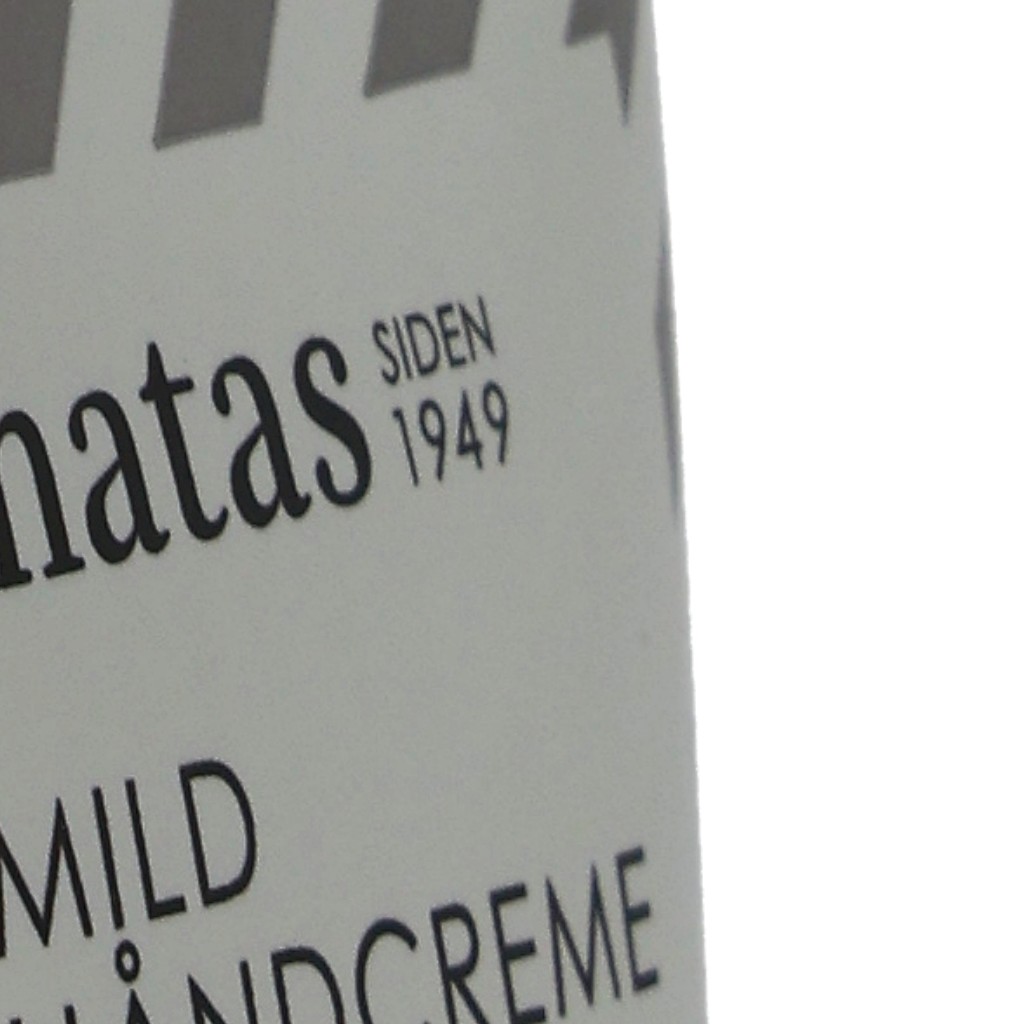 natas SIDEN
1949
MILD
HÅNDCREME